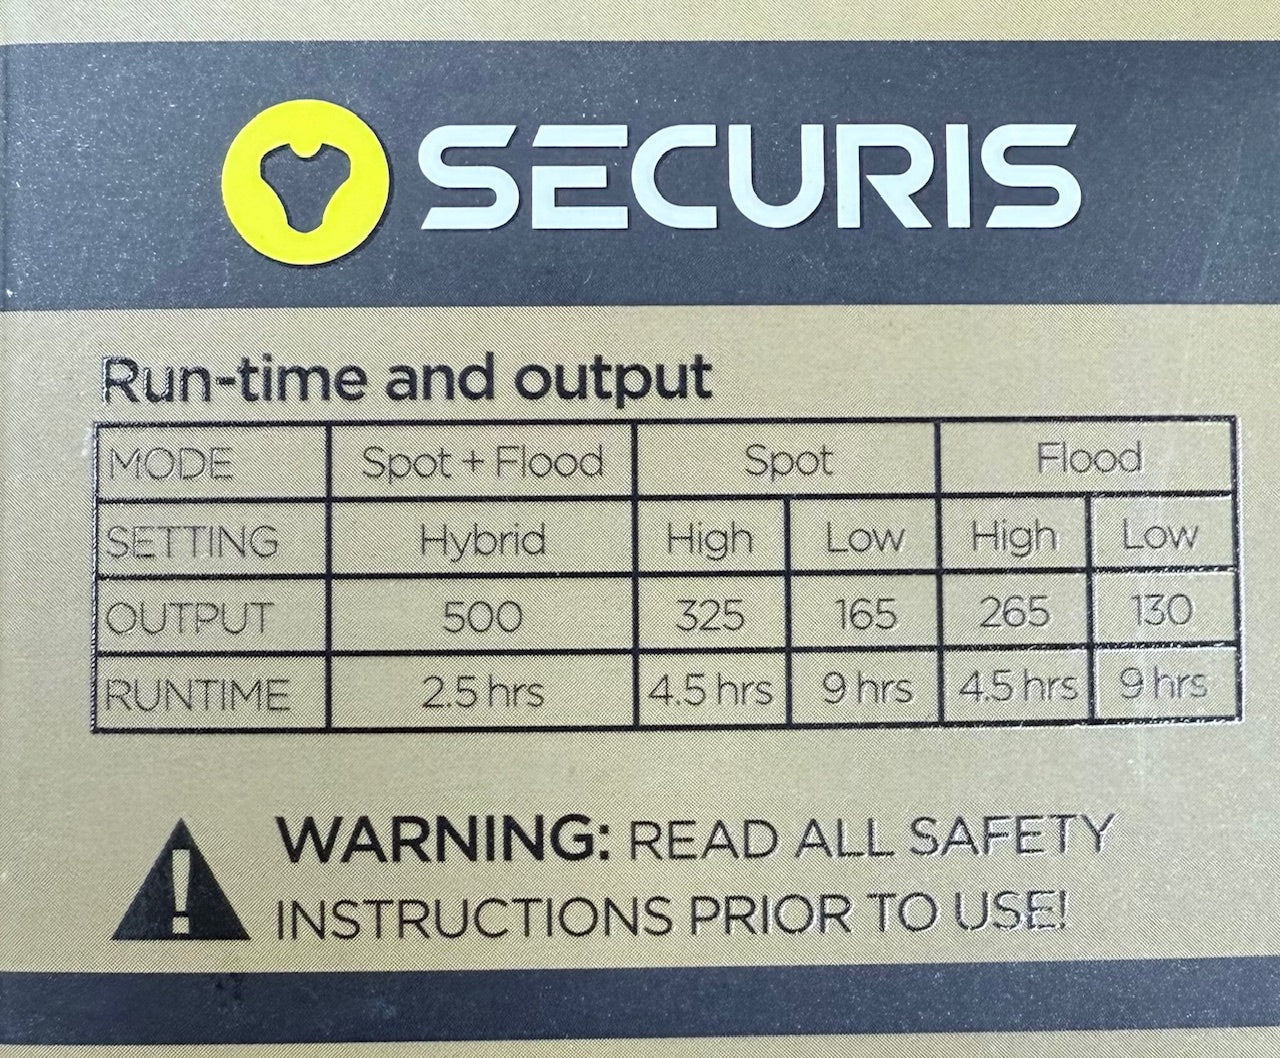 SECURIS
Run-time and output
MODE Spot + Flood Spot Flood
SETTING Hybrid High Low High Low
OUTPUT 500 325 165 265 130
RUNTIME 2.5 hrs 4.5 hrs 9 hrs 4.5 hrs 9 hrs
WARNING: READ ALL SAFETY
INSTRUCTIONS PRIOR TO USE!